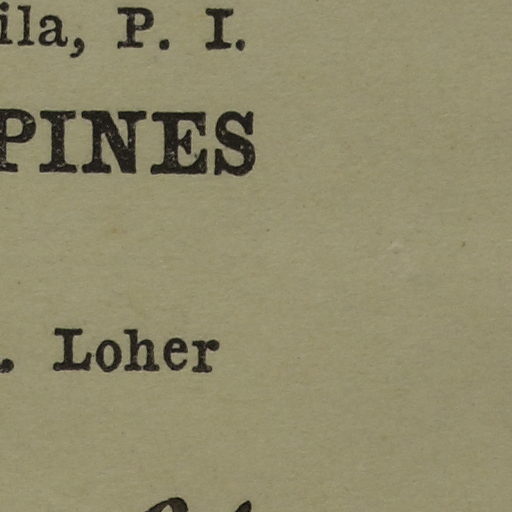 ila, P. I.
PINES
. Loher